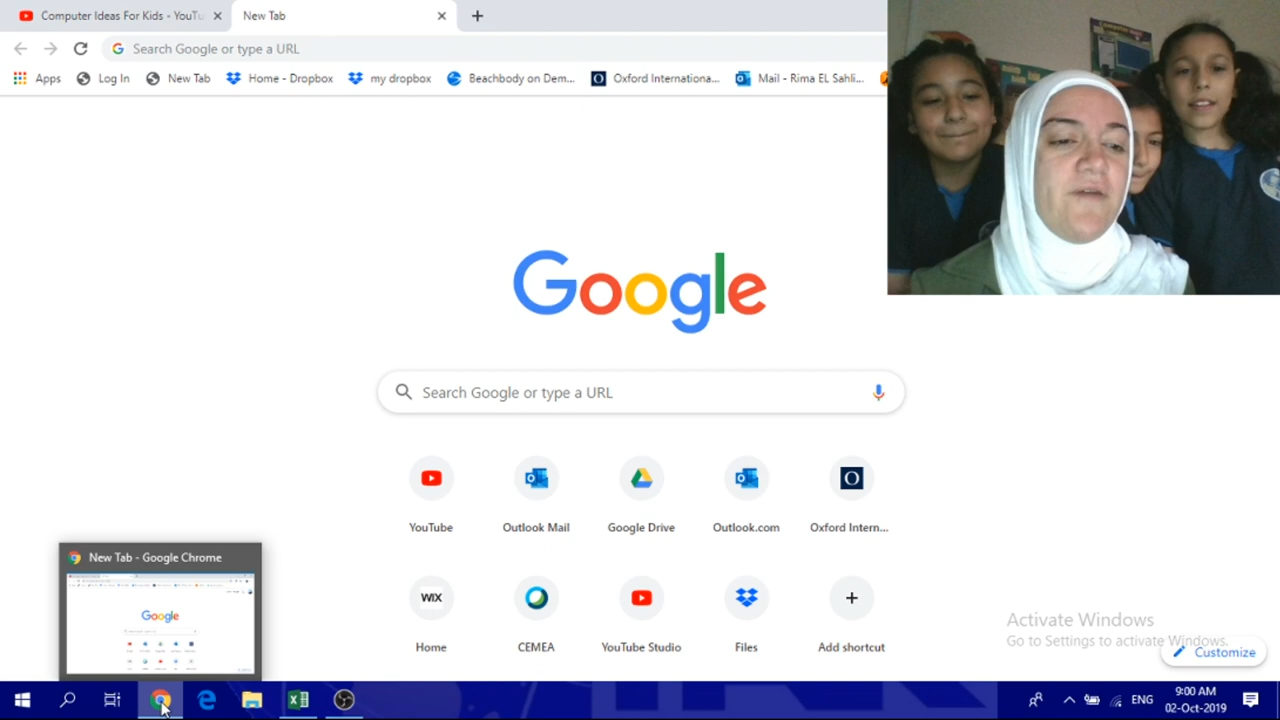 Computer Ideas For Kids - YouTu
New Tab
Search Google or type a URL
Apps
Log In
New Tab
Home - Dropbox
my dropbox
Beachbody on Dem...
Oxford Internationa...
Mail - Rima EL Sahli...
Google
Search Google or type a URL
YouTube
Outlook Mail
Google Drive
Outlook.com
Oxford Intern...
WIX
Home
CEMEA
YouTube Studio
Files
Add shortcut
New Tab - Google Chrome
Google
Activate Windows
Go to Settings to activate Windows.
Customize
ENG
9:00 AM
02-Oct-2019